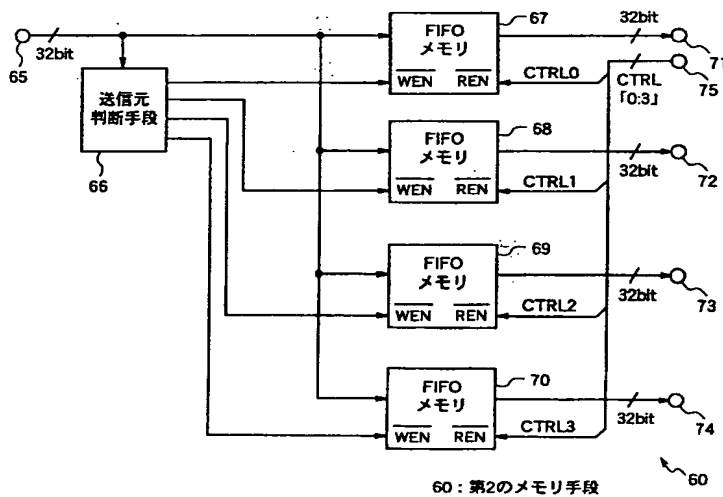 65
32bit
送信元
判断手段
66
FIFO
メモリ
WEN REN
67
CTRL0
32bit
71
75
CTRL
「0:3」
FIFO
メモリ
WEN REN
68
CTRL1
32bit
72
FIFO
メモリ
WEN REN
69
CTRL2
32bit
73
FIFO
メモリ
WEN REN
70
CTRL3
32bit
74
60
60:第2のメモリ手段